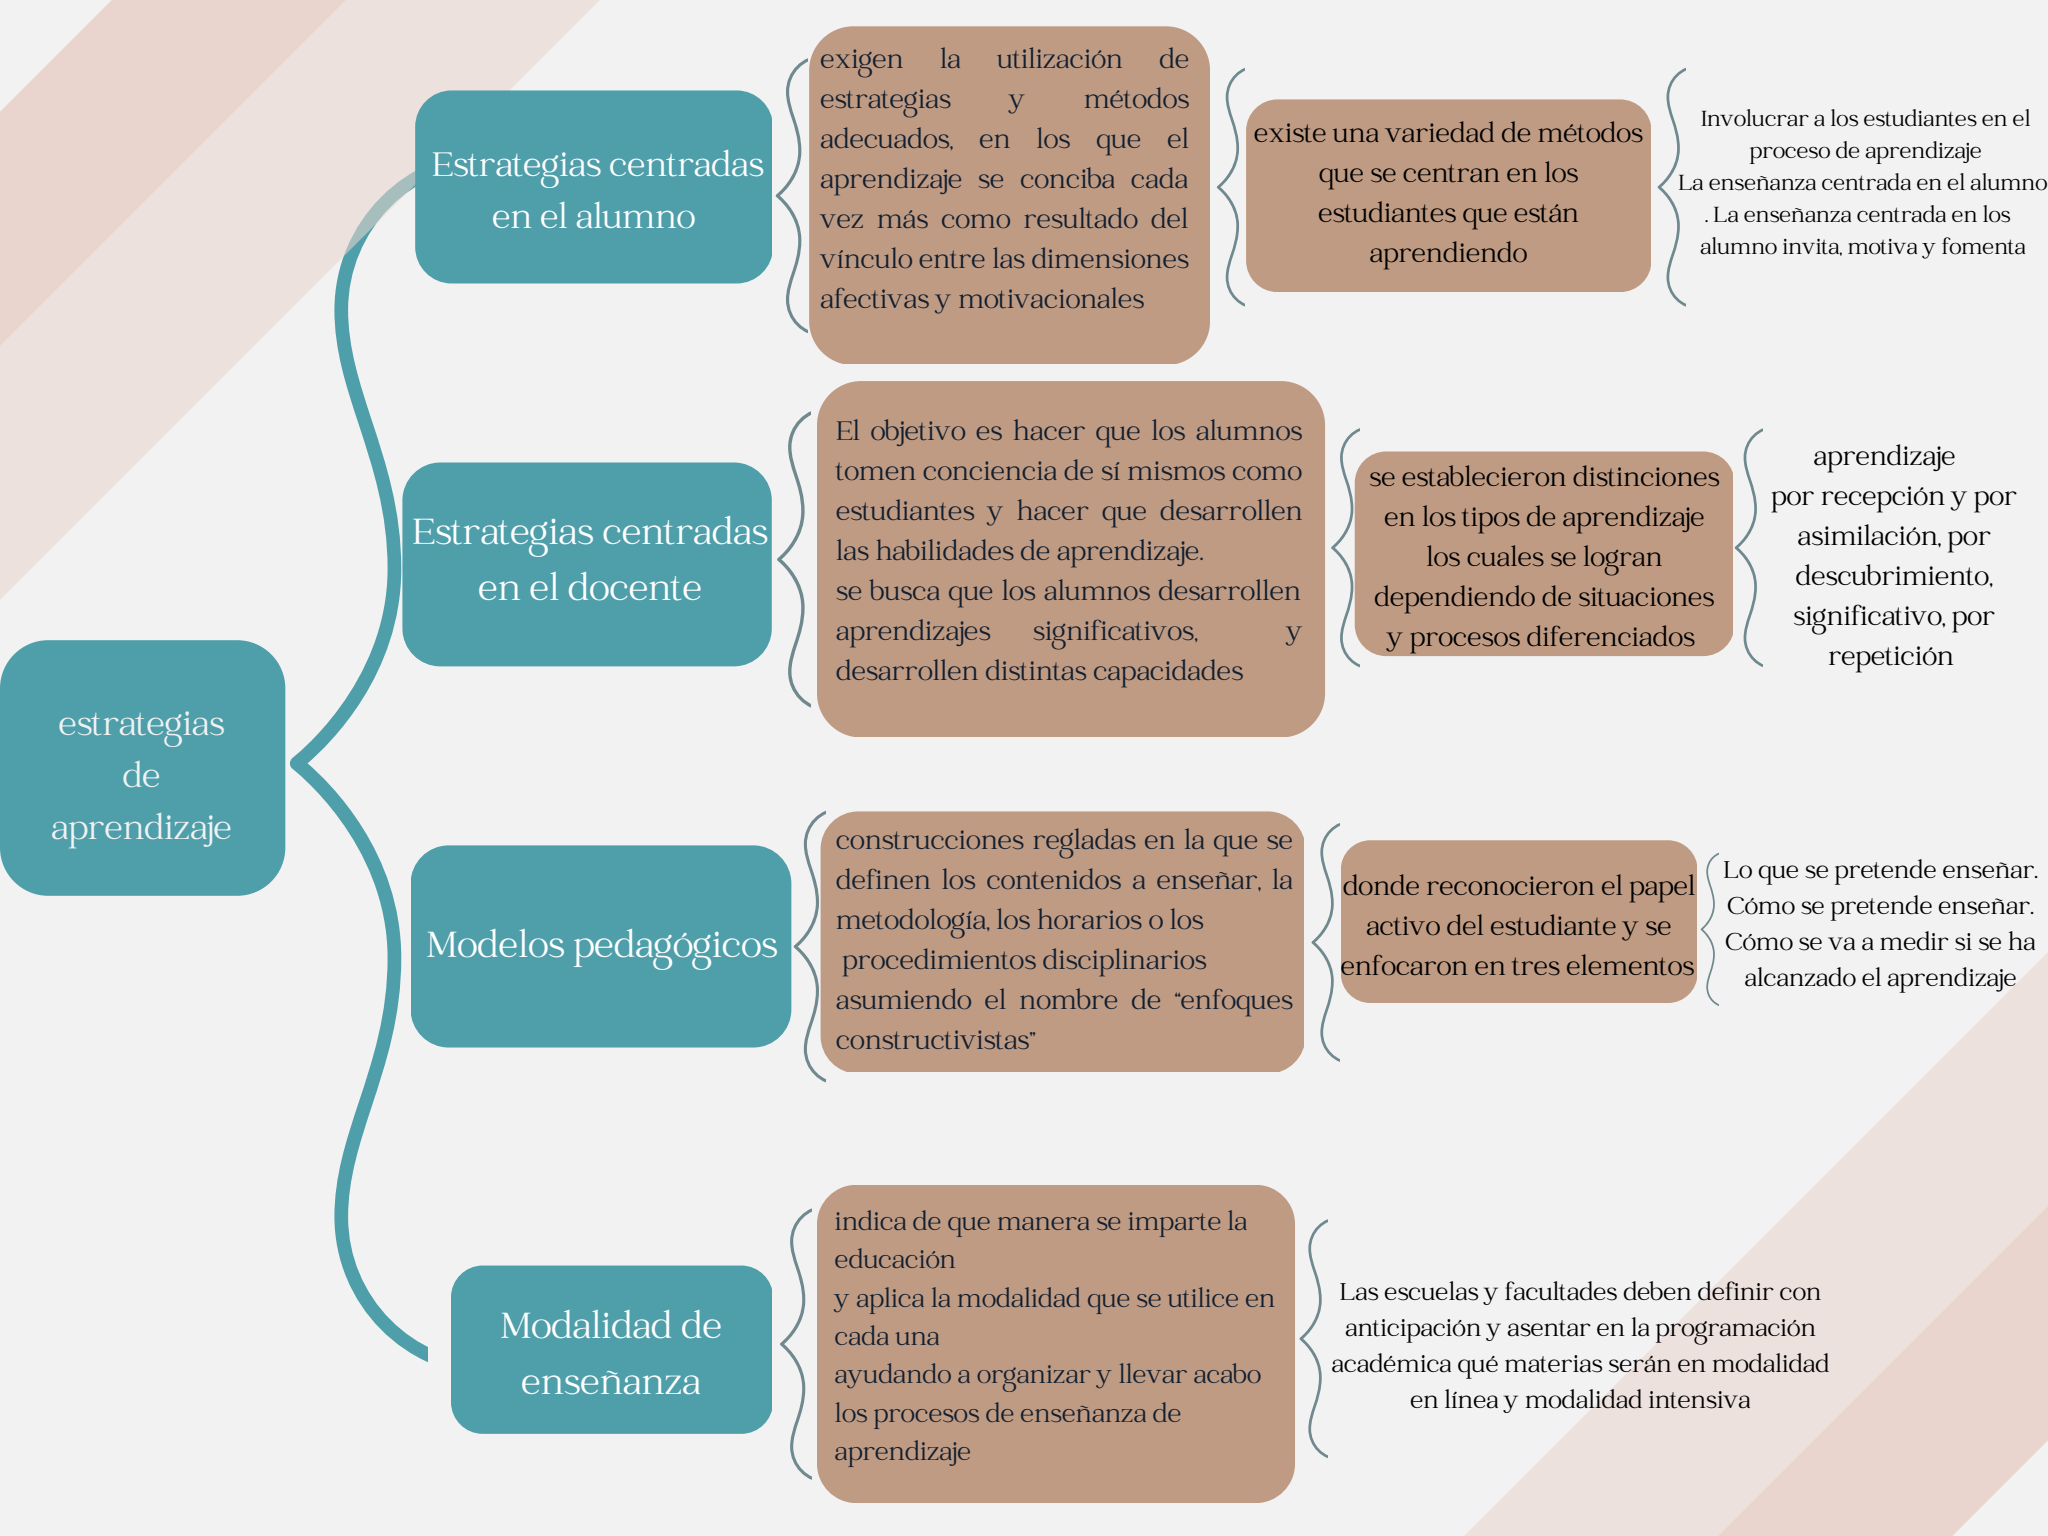 estrategias
de
aprendizaje
Estrategias centradas
en el alumno
exigen la utilización de
estrategias y métodos
adecuados, en los que el
aprendizaje se conciba cada
vez más como resultado del
vínculo entre las dimensiones
afectivas y motivacionales
existe una variedad de métodos
que se centran en los
estudiantes que están
aprendiendo
Involucrar a los estudiantes en el
proceso de aprendizaje
La enseñanza centrada en el alumno
. La enseñanza centrada en los
alumno invita, motiva y fomenta
Estrategias centradas
en el docente
El objetivo es hacer que los alumnos
tomen conciencia de sí mismos como
estudiantes y hacer que desarrollen
las habilidades de aprendizaje.
se busca que los alumnos desarrollen
aprendizajes significativos, y
desarrollen distintas capacidades
se establecieron distinciones
en los tipos de aprendizaje
los cuales se logran
dependiendo de situaciones
y procesos diferenciados
aprendizaje
por recepción y por
asimilación, por
descubrimiento,
significativo, por
repetición
Modelos pedagógicos
construcciones regladas en la que se
definen los contenidos a enseñar, la
metodología, los horarios o los
procedimientos disciplinarios
asumiendo el nombre de “enfoques
constructivistas”
donde reconocieron el papel
activo del estudiante y se
enfocaron en tres elementos
Lo que se pretende enseñar.
Cómo se pretende enseñar.
Cómo se va a medir si se ha
alcanzado el aprendizaje
Modalidad de
enseñanza
indica de que manera se imparte la
educación
y aplica la modalidad que se utilice en
cada una
ayudando a organizar y llevar acabo
los procesos de enseñanza de
aprendizaje
Las escuelas y facultades deben definir con
anticipación y asentar en la programación
académica qué materias serán en modalidad
en línea y modalidad intensiva